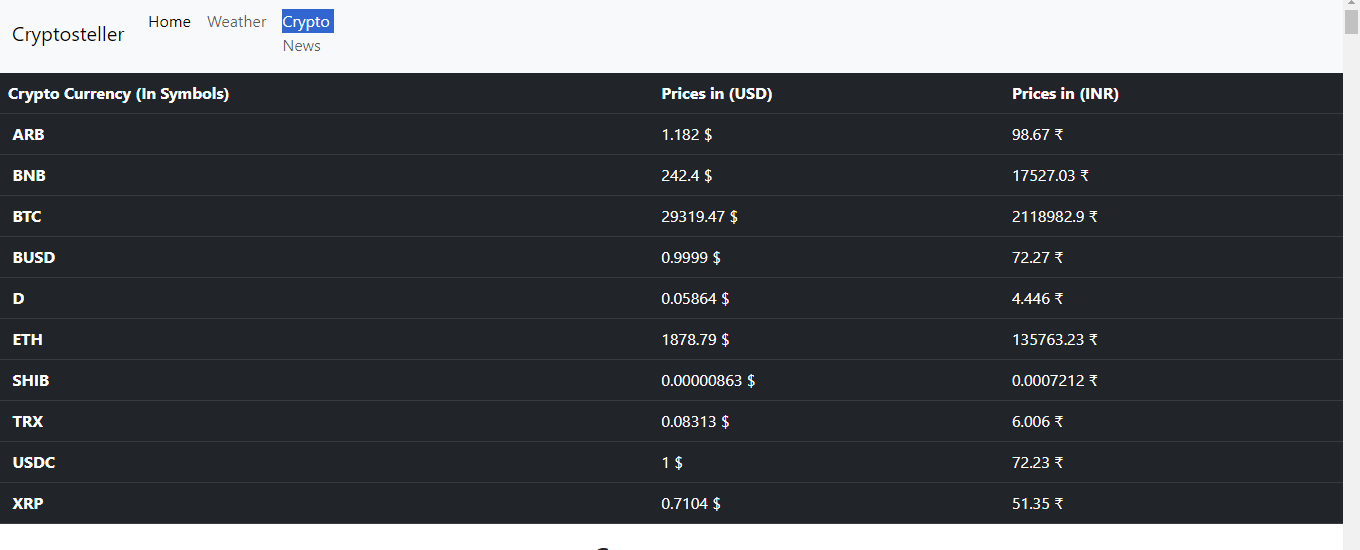 Cryptosteller Home Weather Crypto
News
Crypto Currency (In Symbols) Prices in (USD) Prices in (INR)
ARB 1.182 $ 98.67 ₹
BNB 242.4 $ 17527.03 ₹
BTC 29319.47 $ 2118982.9 ₹
BUSD 0.9999 $ 72.27 ₹
D 0.05864 $ 4.446 ₹
ETH 1878.79 $ 135763.23 ₹
SHIB 0.00000863 $ 0.0007212 ₹
TRX 0.08313 $ 6.006 ₹
USDC 1 $ 72.23 ₹
XRP 0.7104 $ 51.35 ₹